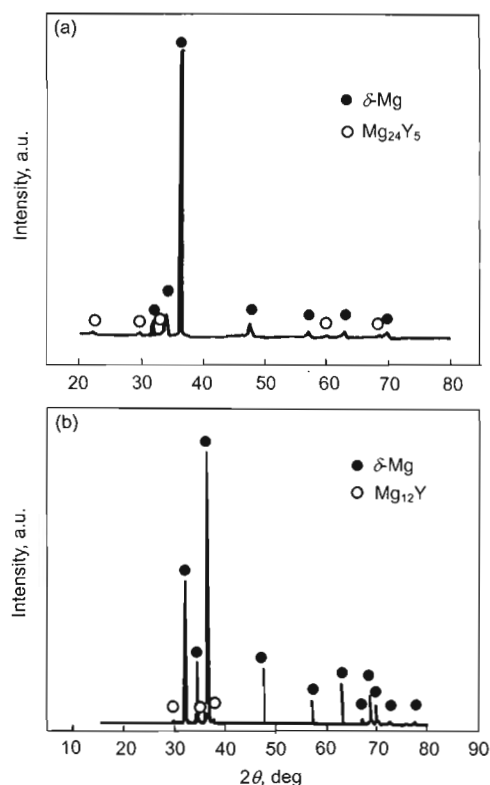 (a)
δ-Mg
Mg₂₄Y₅
Intensity, a.u.
20 30 40 50 60 70 80
(b)
δ-Mg
Mg₁₂Y
Intensity, a.u.
10 20 30 40 50 60 70 80 90
2θ, deg